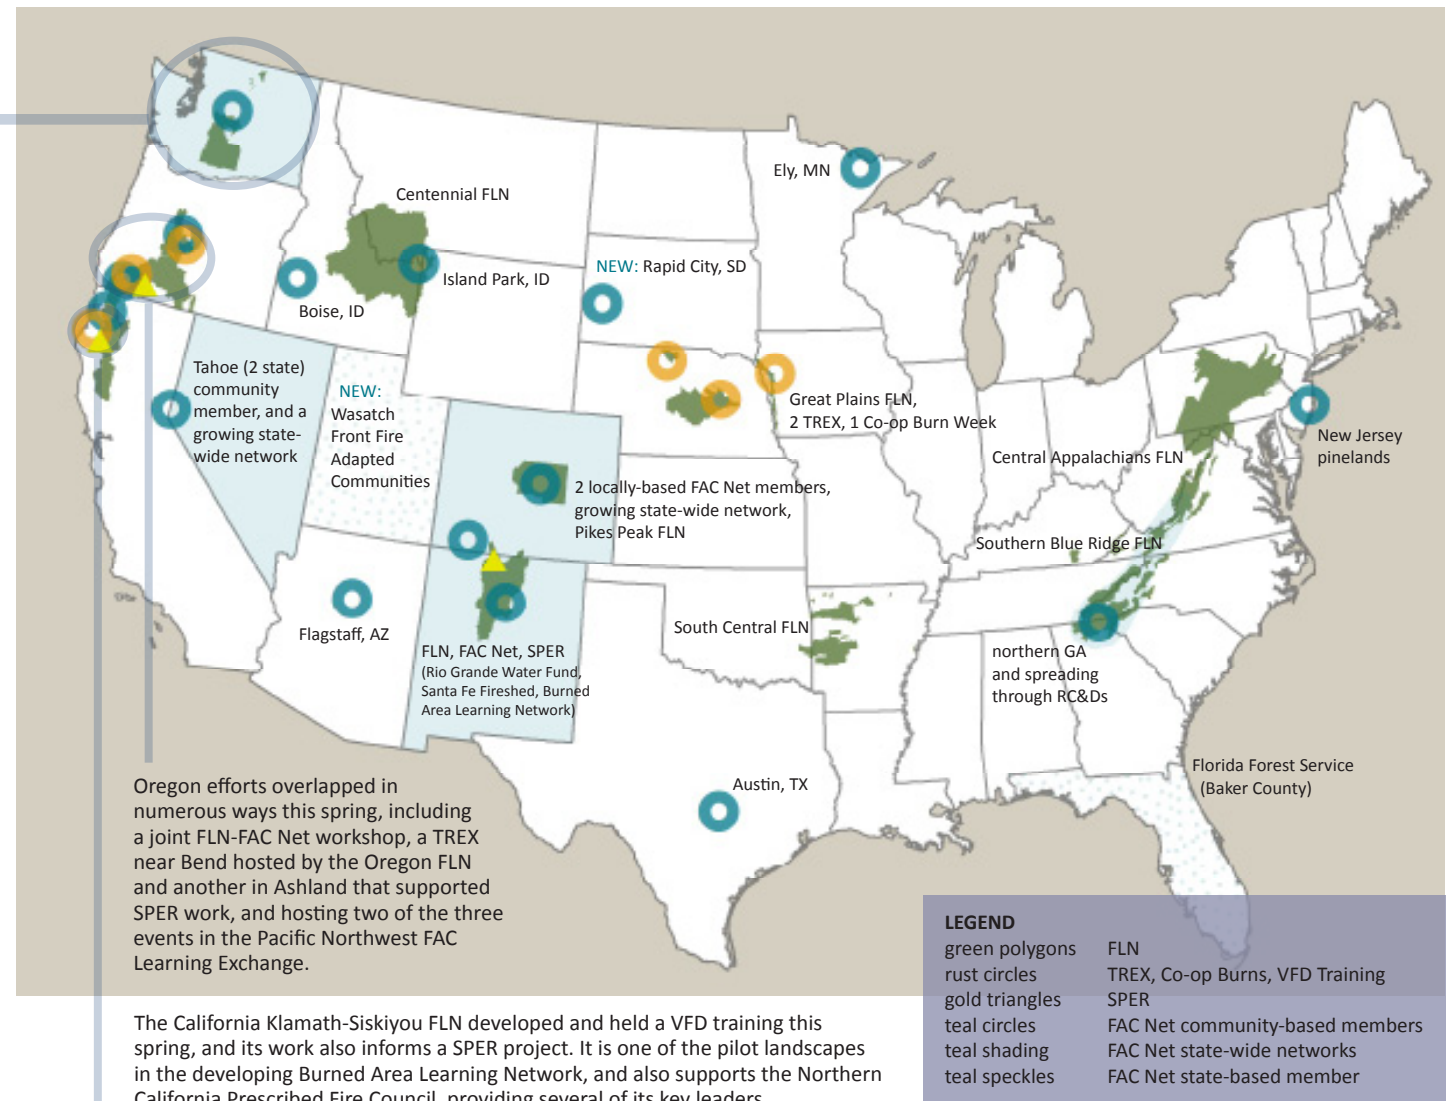 Ely, MN
Centennial FLN
NEW: Rapid City, SD
Island Park, ID
Boise, ID
Tahoe (2 state)
community
member, and a
growing state-
wide network
NEW:
Wasatch
Front Fire
Adapted
Communities
Great Plains FLN,
2 TREX, 1 Co-op Burn Week
New Jersey
pinelands
Central Appalachians FLN
2 locally-based FAC Net members,
growing state-wide network,
Pikes Peak FLN
Southern Blue Ridge FLN
Flagstaff, AZ
South Central FLN
FLN, FAC Net, SPER
(Rio Grande Water Fund,
Santa Fe Fireshed, Burned
Area Learning Network)
northern GA
and spreading
through RC&Ds
Austin, TX
Florida Forest Service
(Baker County)
Oregon efforts overlapped in
numerous ways this spring, including
a joint FLN-FAC Net workshop, a TREX
near Bend hosted by the Oregon FLN
and another in Ashland that supported
SPER work, and hosting two of the three
events in the Pacific Northwest FAC
Learning Exchange.
LEGEND
green polygons FLN
rust circles TREX, Co-op Burns, VFD Training
gold triangles SPER
teal circles FAC Net community-based members
teal shading FAC Net state-wide networks
teal speckles FAC Net state-based member
The California Klamath-Siskiyou FLN developed and held a VFD training this
spring, and its work also informs a SPER project. It is one of the pilot landscapes
in the developing Burned Area Learning Network, and also supports the Northern
California Prescribed Fire Council, providing several of its key leaders.